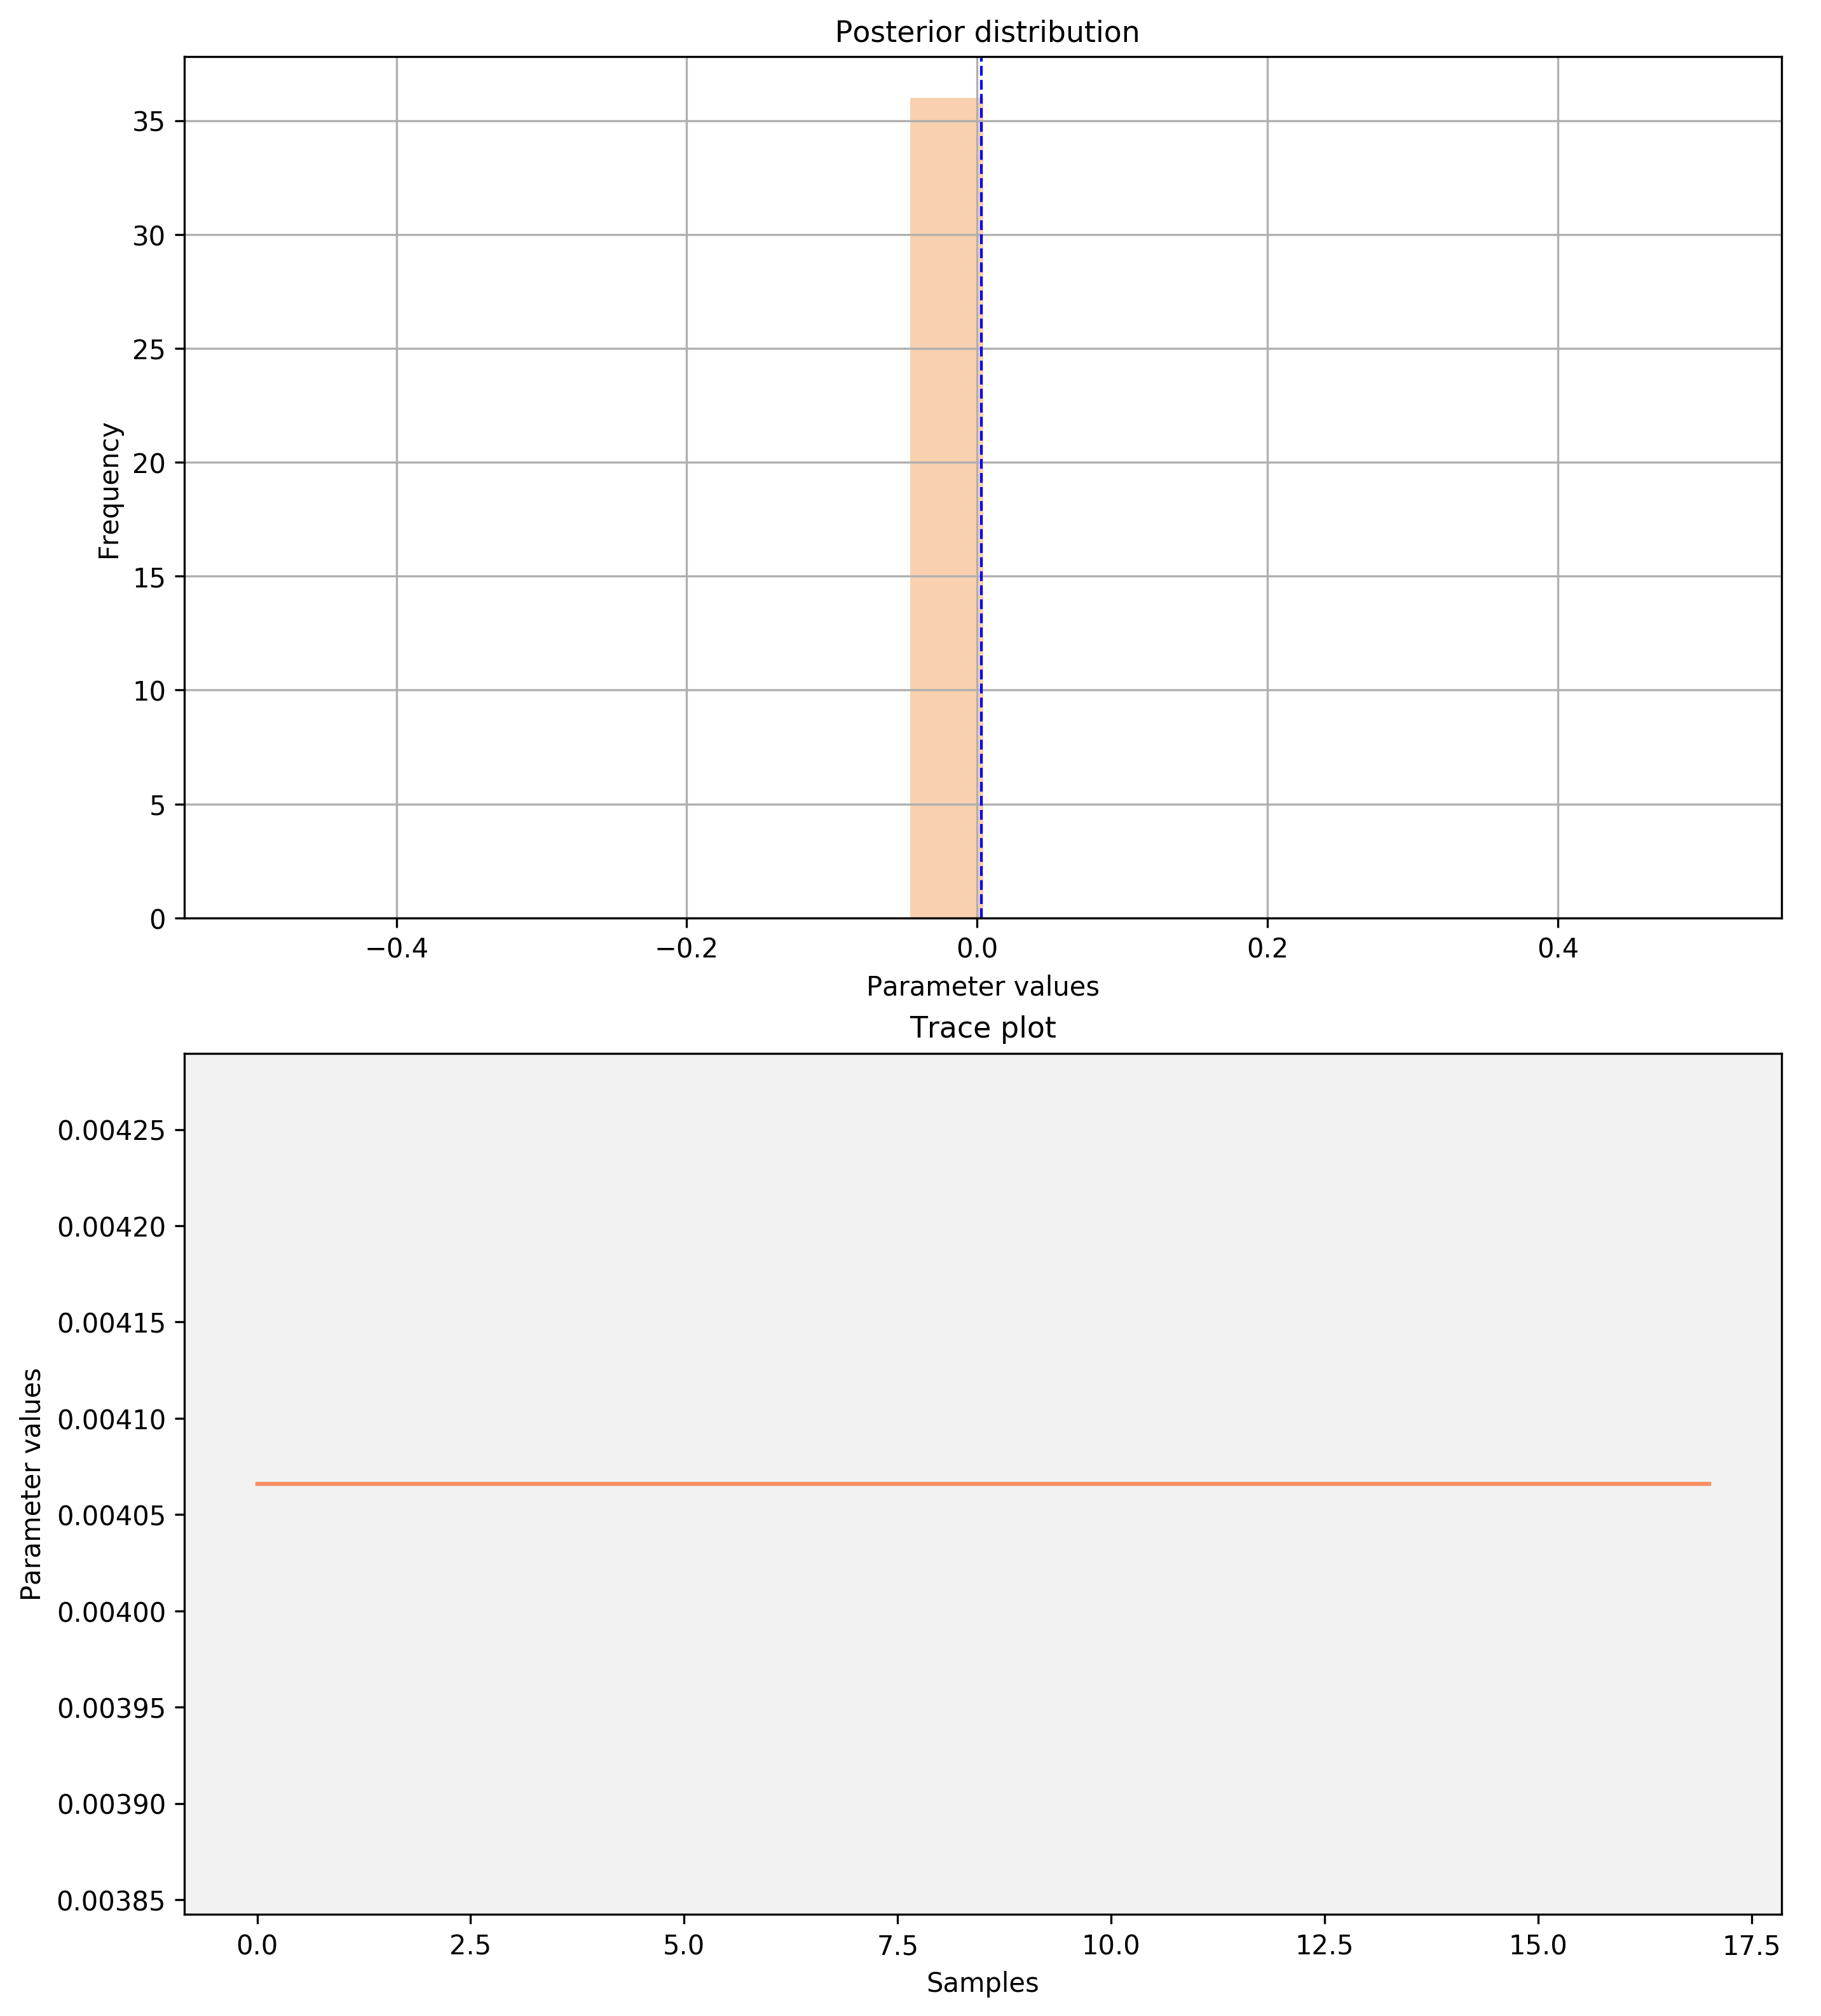 Posterior distribution
35
30
25
20
15
10
5
0
Frequency
−0.4 −0.2 0.0 0.2 0.4
Parameter values
Trace plot
0.00425
0.00420
0.00415
0.00410
0.00405
0.00400
0.00395
0.00390
0.00385
Parameter values
0.0 2.5 5.0 7.5 10.0 12.5 15.0 17.5
Samples